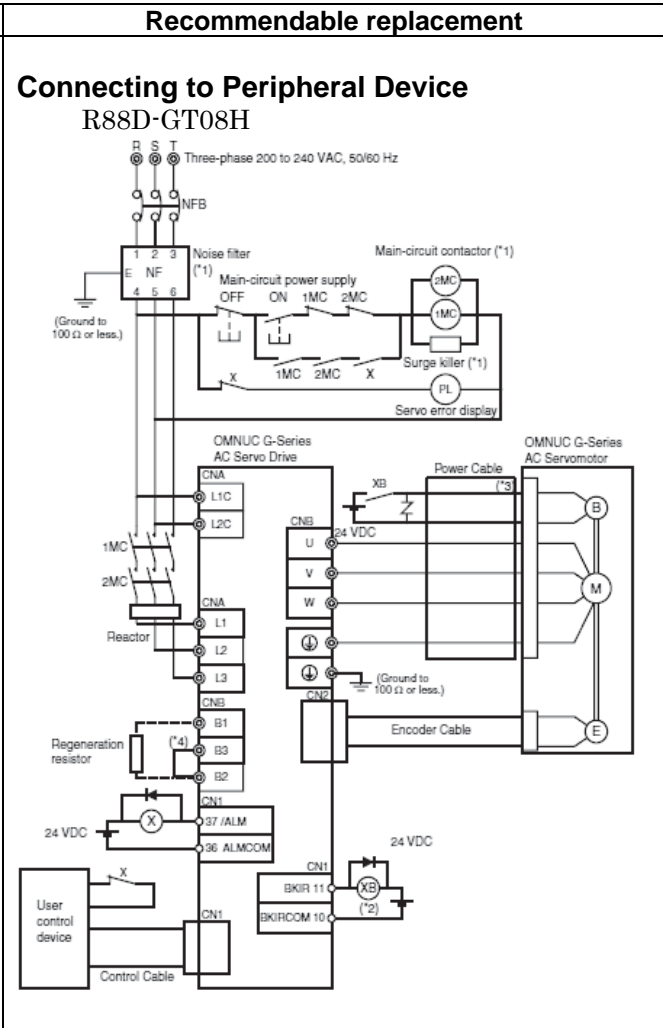 Recommendable replacement
Connecting to Peripheral Device
R88D-GT08H
R S T
Three-phase 200 to 240 VAC, 50/60 Hz
NFB
1 2 3
Noise filter
(*1)
E NF
4 5 6
(Ground to
100 Ω or less.)
Main-circuit power supply
OFF ON 1MC 2MC
Main-circuit contactor (*1)
2MC
1MC
Surge killer (*1)
1MC 2MC X
X
PL
Servo error display
OMNUC G-Series
AC Servo Drive
OMNUC G-Series
AC Servomotor
CNA
L1C
L2C
XB
24 VDC
Power Cable
(*3)
B
CNB
U
V
W
M
1MC
2MC
Reactor
CNA
L1
L2
L3
(Ground to
100 Ω or less.)
CN2
Encoder Cable
E
CNB
B1
B3
B2
Regeneration
resistor
(*4)
CN1
X
24 VDC
37 /ALM
36 ALMCOM
24 VDC
CN1
BKIR 11
BKIRCOM 10
XB
(*2)
User
control
device
X
CN1
Control Cable